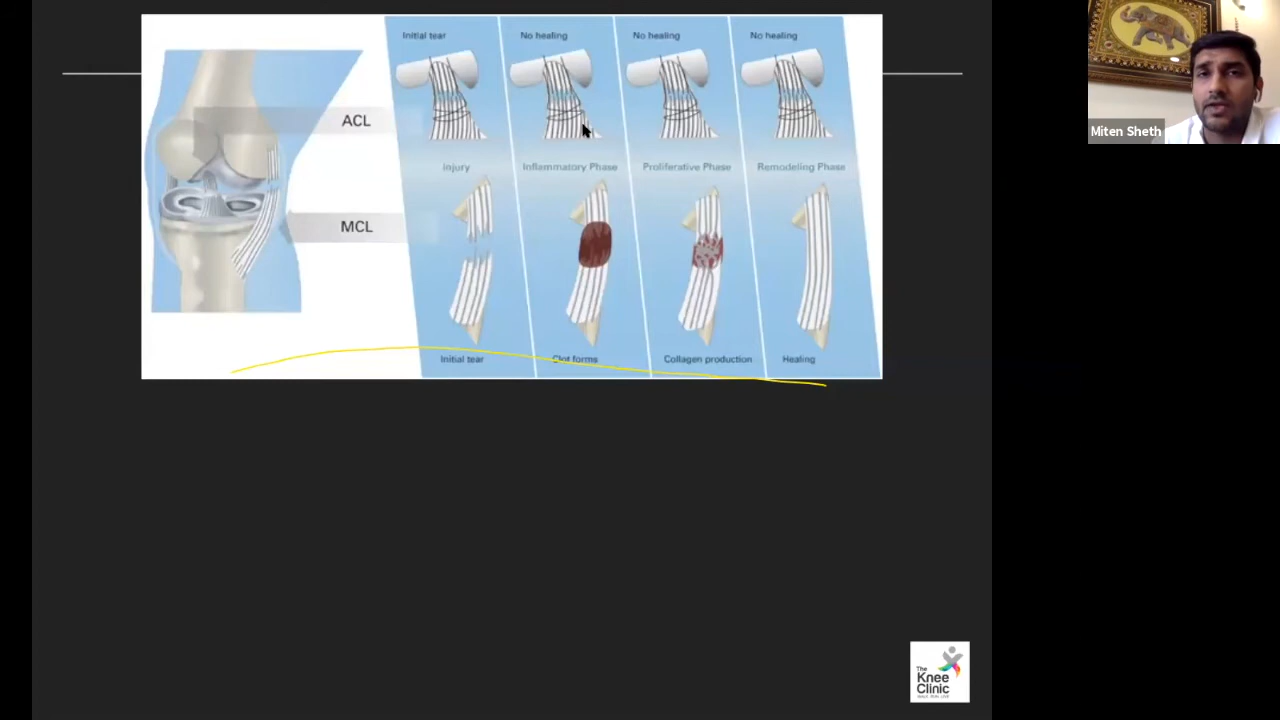 Initial tear
No healing
No healing
No healing
ACL
Injury
Inflammatory Phase
Proliferative Phase
Remodeling Phase
MCL
Initial tear
Clot forms
Collagen production
Healing
Miten Sheth
The
Knee
Clinic